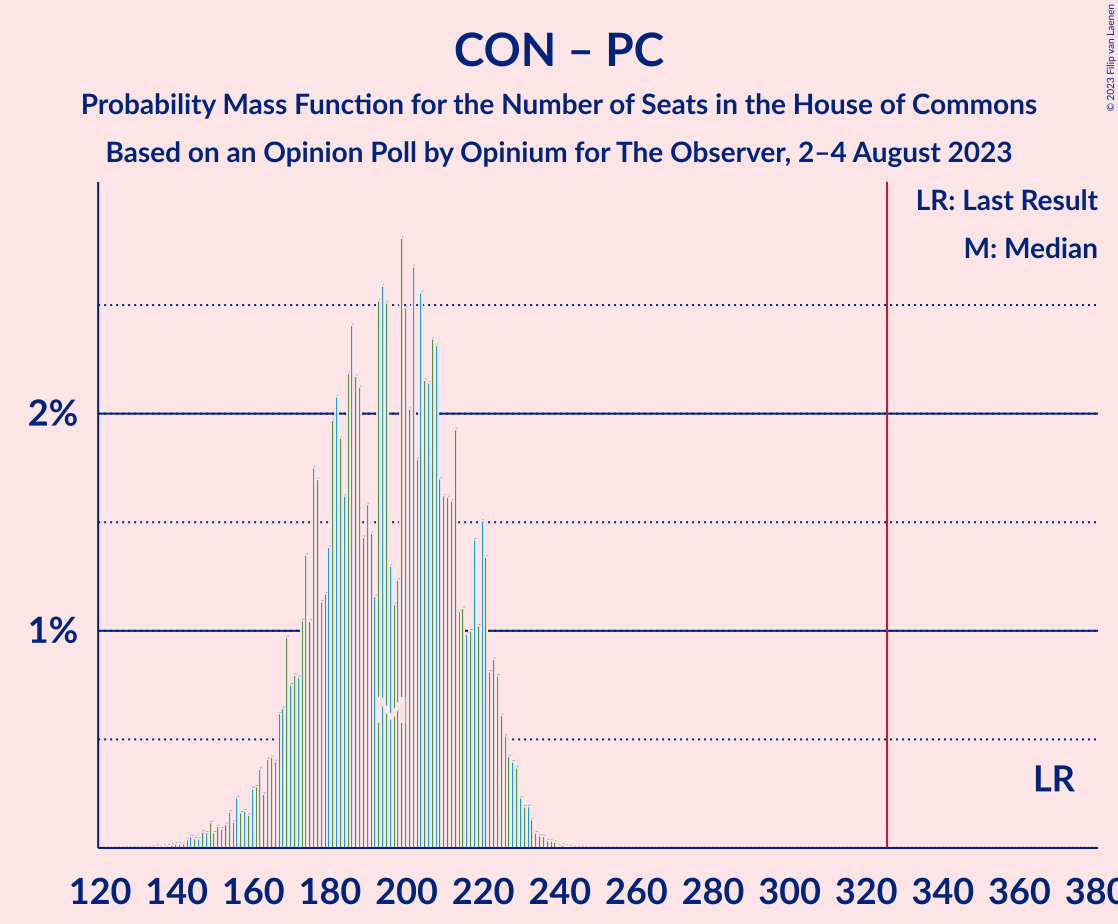 CON – PC
Probability Mass Function for the Number of Seats in the House of Commons
Based on an Opinion Poll by Opinium for The Observer, 2–4 August 2023
© 2023 Filip van Laenen
LR: Last Result
M: Median
2%
1%
M
LR
120 140 160 180 200 220 240 260 280 300 320 340 360 380